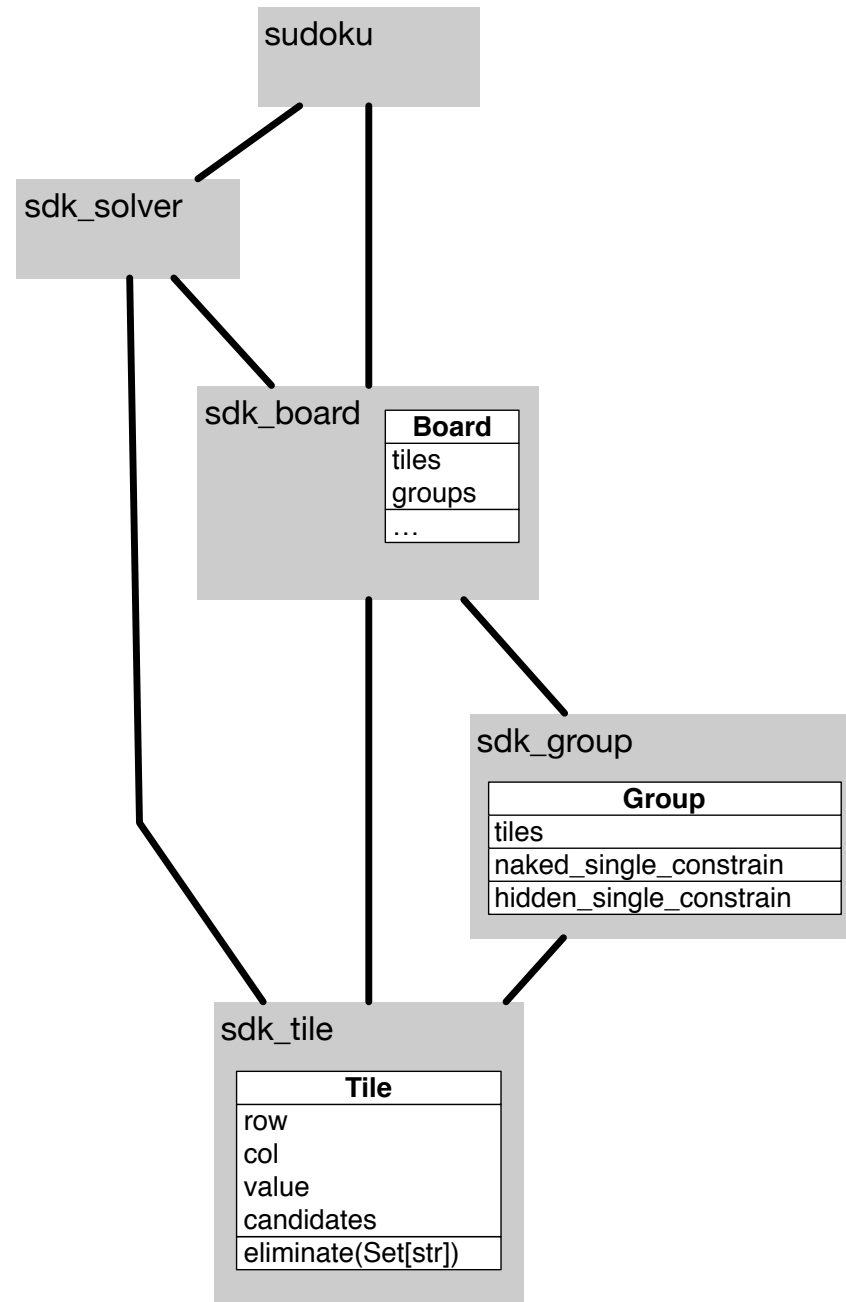 sudoku
sdk_solver
sdk_board
Board
tiles
groups
…
sdk_group
Group
tiles
naked_single_constrain
hidden_single_constrain
sdk_tile
Tile
row
col
value
candidates
eliminate(Set[str])